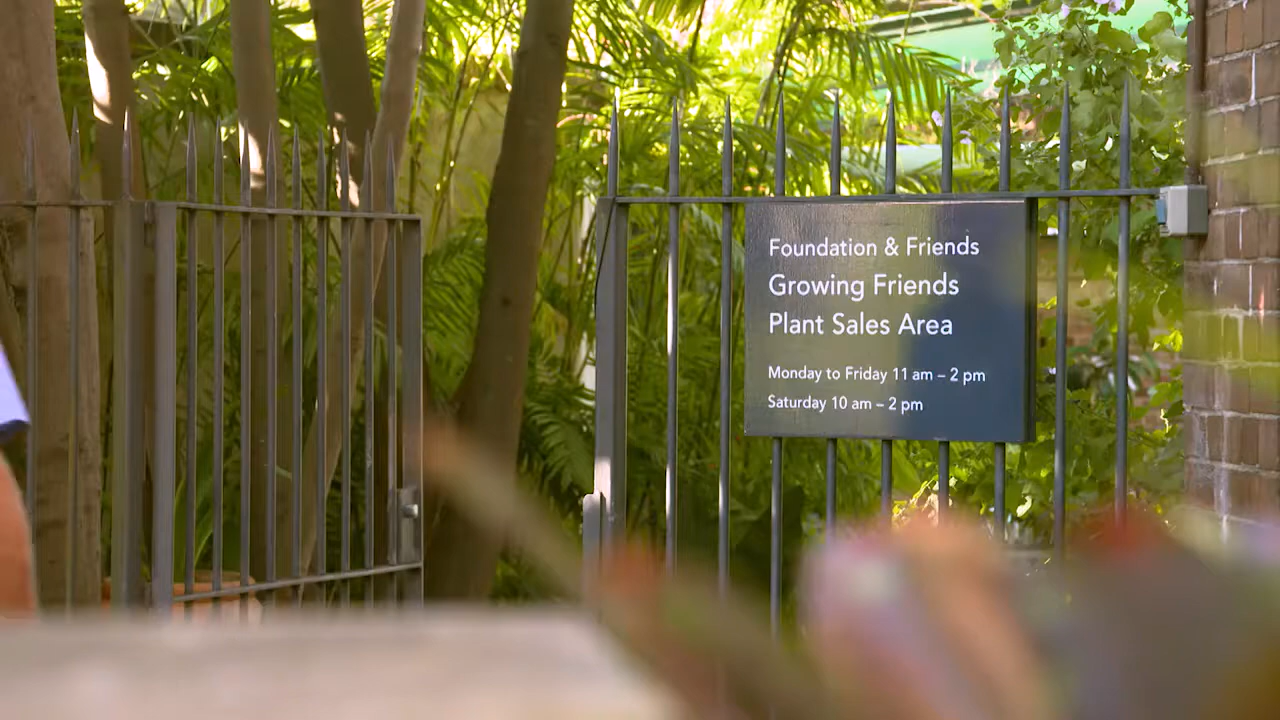 Foundation & Friends
Growing Friends
Plant Sales Area
Monday to Friday 11 am – 2 pm
Saturday 10 am – 2 pm